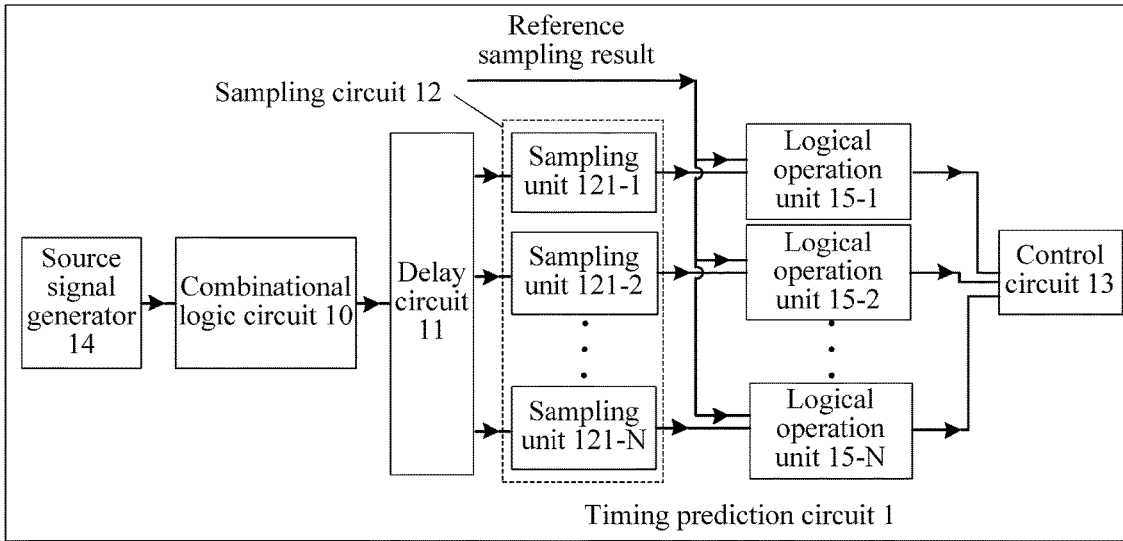 Reference
sampling result
Sampling circuit 12
Sampling
unit 121-1
Logical
operation
unit 15-1
Source
signal
generator
14
Combinational
logic circuit 10
Delay
circuit
11
Sampling
unit 121-2
Logical
operation
unit 15-2
Control
circuit 13
Sampling
unit 121-N
Logical
operation
unit 15-N
Timing prediction circuit 1